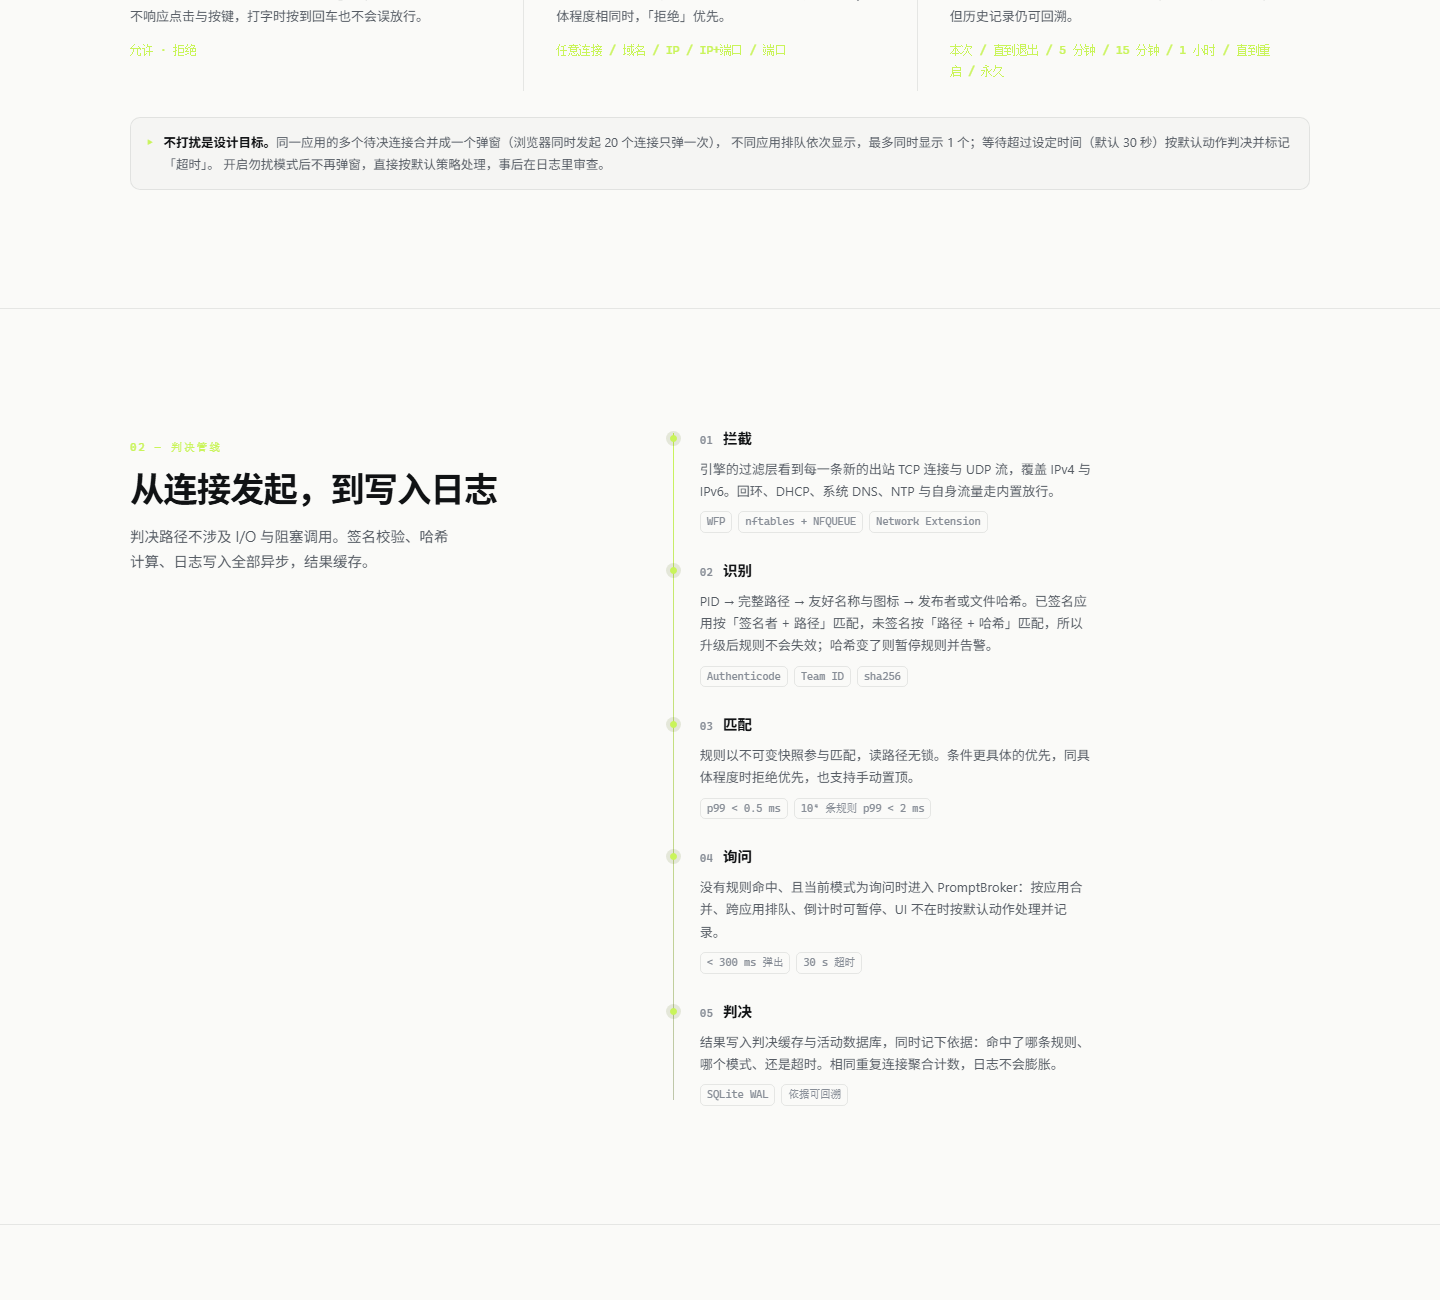 不响应点击与按键，打字时按到回车也不会误放行。
允许 · 拒绝
体程度相同时，「拒绝」优先。
任意连接 / 域名 / IP / IP+端口 / 端口
但历史记录仍可回溯。
本次 / 直到退出 / 5 分钟 / 15 分钟 / 1 小时 / 直到重
启 / 永久
不打扰是设计目标。同一应用的多个待决连接合并成一个弹窗（浏览器同时发起 20 个连接只弹一次）， 不同应用排队依次显示，最多同时显示 1 个；等待超过设定时间（默认 30 秒）按默认动作判决并标记
「超时」。 开启勿扰模式后不再弹窗，直接按默认策略处理，事后在日志里审查。
02 — 判决管线
从连接发起，到写入日志
判决路径不涉及 I/O 与阻塞调用。签名校验、哈希
计算、日志写入全部异步，结果缓存。
01 拦截
引擎的过滤层看到每一条新的出站 TCP 连接与 UDP 流，覆盖 IPv4 与
IPv6。回环、DHCP、系统 DNS、NTP 与自身流量走内置放行。
WFP nftables + NFQUEUE Network Extension
02 识别
PID → 完整路径 → 友好名称与图标 → 发布者或文件哈希。已签名应
用按「签名者 + 路径」匹配，未签名按「路径 + 哈希」匹配，所以
升级后规则不会失效；哈希变了则暂停规则并告警。
Authenticode Team ID sha256
03 匹配
规则以不可变快照参与匹配，读路径无锁。条件更具体的优先，同具
体程度时拒绝优先，也支持手动置顶。
p99 < 0.5 ms 10⁴ 条规则 p99 < 2 ms
04 询问
没有规则命中、且当前模式为询问时进入 PromptBroker：按应用合
并、跨应用排队、倒计时可暂停、UI 不在时按默认动作处理并记
录。
< 300 ms 弹出 30 s 超时
05 判决
结果写入判决缓存与活动数据库，同时记下依据：命中了哪条规则、
哪个模式、还是超时。相同重复连接聚合计数，日志不会膨胀。
SQLite WAL 依据可回溯